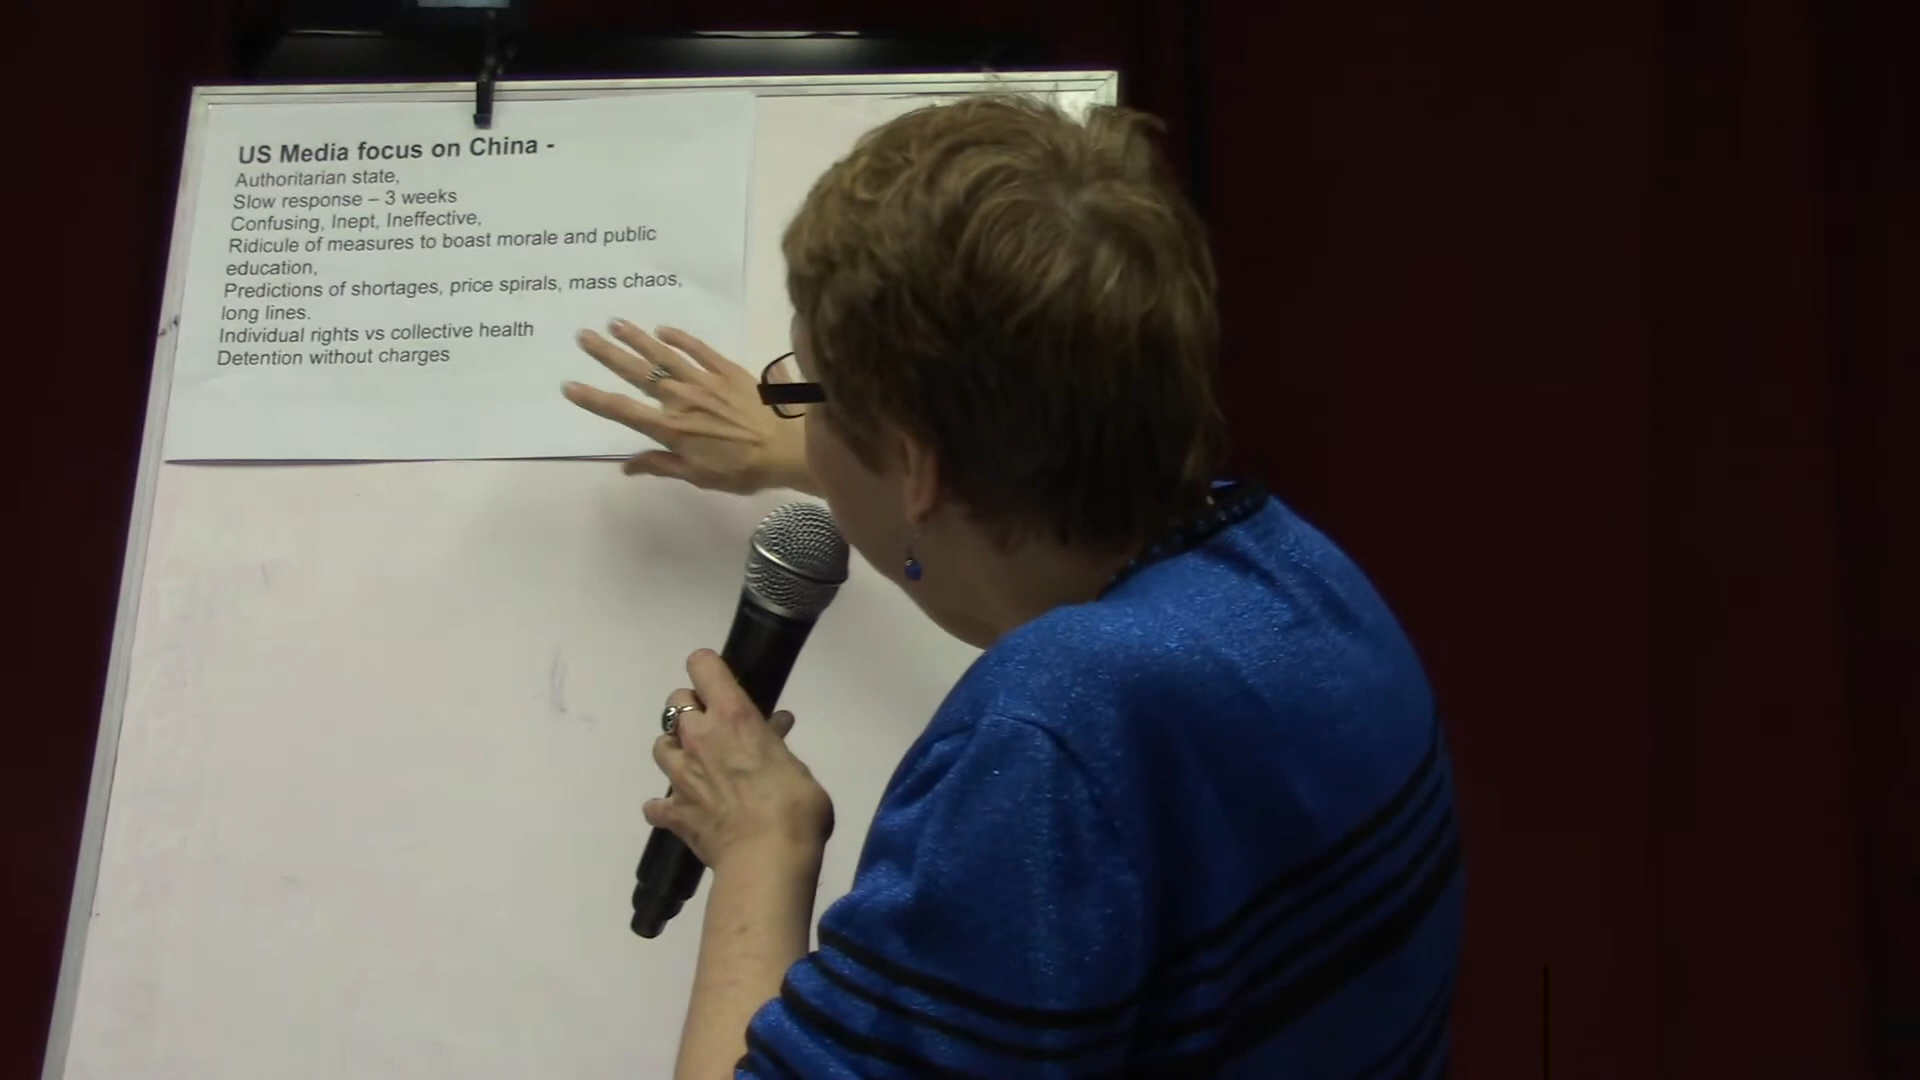 US Media focus on China -
Authoritarian state,
Slow response – 3 weeks
Confusing, Inept, Ineffective,
Ridicule of measures to boast morale and public
education,
Predictions of shortages, price spirals, mass chaos,
long lines.
Individual rights vs collective health
Detention without charges